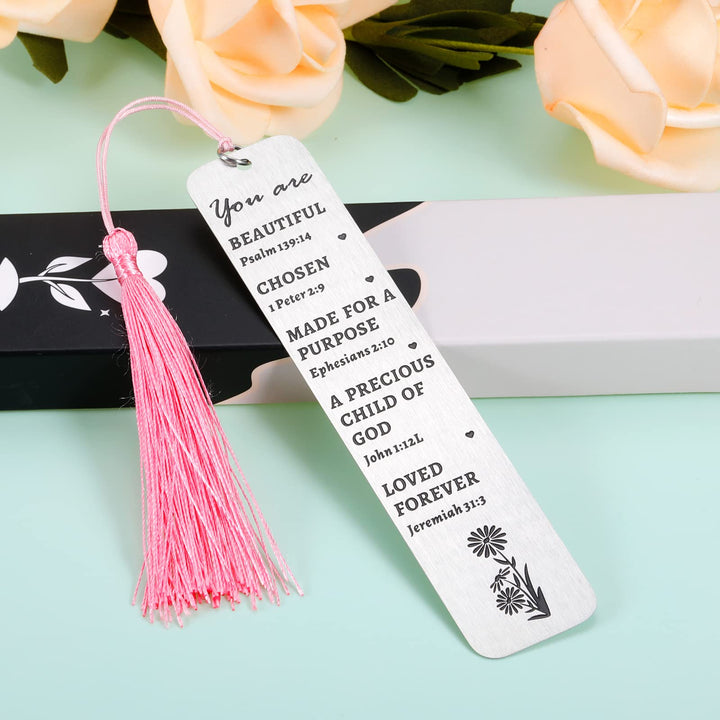 You are
BEAUTIFUL
Psalm 139:14
CHOSEN
1 Peter 2:9
MADE FOR A
PURPOSE
Ephesians 2:10
A PRECIOUS
CHILD OF
GOD
John 1:12L
LOVED
FOREVER
Jeremiah 31:3